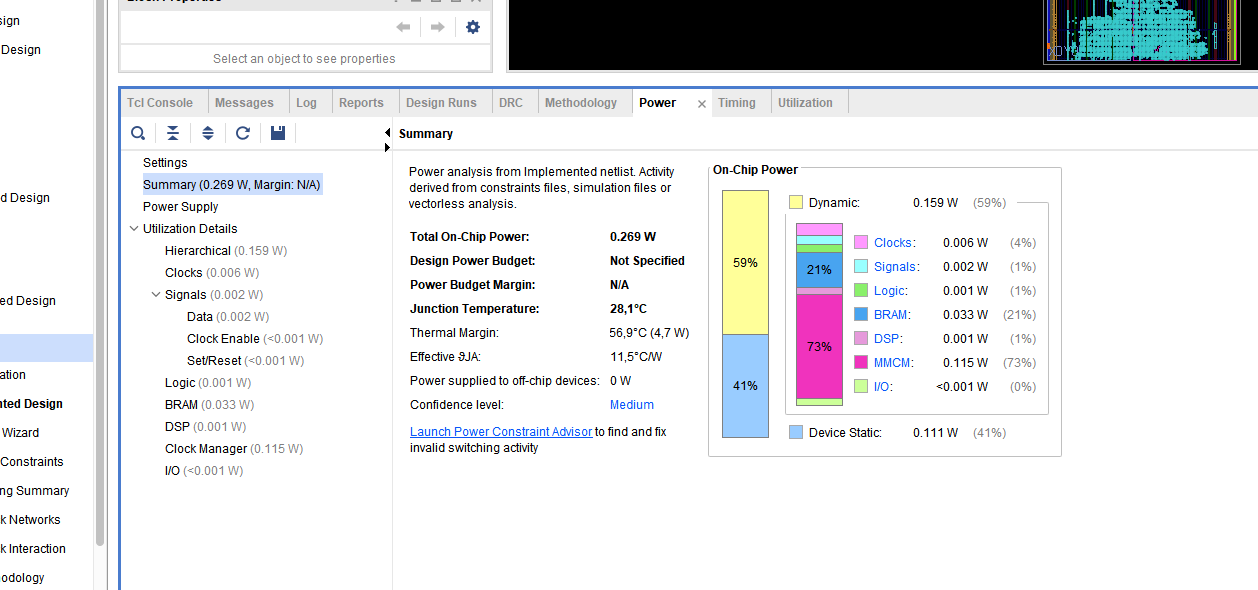 Block Properties
Select an object to see properties
sign
Design
d Design
ed Design
ation
nted Design
Wizard
Constraints
ng Summary
k Networks
k Interaction
odology
Tcl Console Messages Log Reports Design Runs DRC Methodology Power × Timing Utilization
Settings
Summary (0.269 W, Margin: N/A)
Power Supply
Utilization Details
Hierarchical (0.159 W)
Clocks (0.006 W)
Signals (0.002 W)
Data (0.002 W)
Clock Enable (<0.001 W)
Set/Reset (<0.001 W)
Logic (0.001 W)
BRAM (0.033 W)
DSP (0.001 W)
Clock Manager (0.115 W)
I/O (<0.001 W)
Summary
Power analysis from Implemented netlist. Activity
derived from constraints files, simulation files or
vectorless analysis.
Total On-Chip Power: 0.269 W
Design Power Budget: Not Specified
Power Budget Margin: N/A
Junction Temperature: 28,1°C
Thermal Margin: 56,9°C (4,7 W)
Effective ϑJA: 11,5°C/W
Power supplied to off-chip devices: 0 W
Confidence level: Medium
Launch Power Constraint Advisor to find and fix
invalid switching activity
On-Chip Power
59%
41%
Dynamic: 0.159 W (59%)
21%
73%
Clocks: 0.006 W (4%)
Signals: 0.002 W (1%)
Logic: 0.001 W (1%)
BRAM: 0.033 W (21%)
DSP: 0.001 W (1%)
MMCM: 0.115 W (73%)
I/O: <0.001 W (0%)
Device Static: 0.111 W (41%)